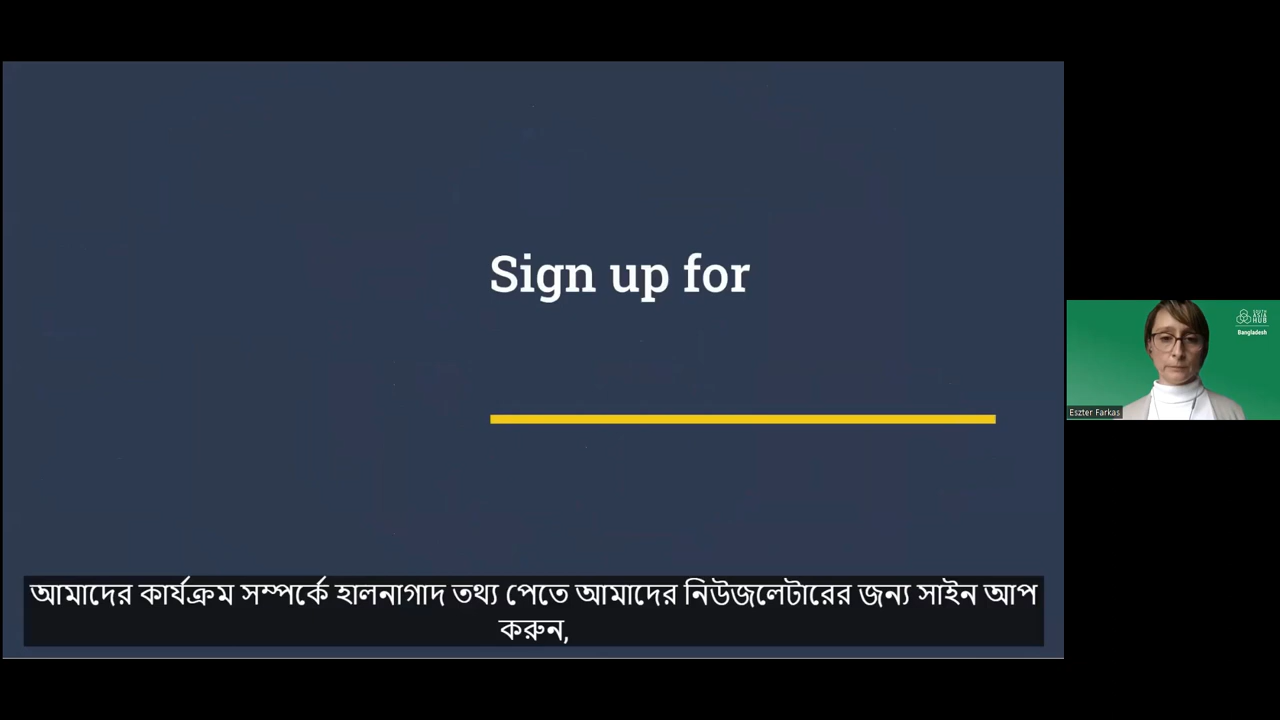 Sign up for
HUB
Bangladesh
Eszter Farkas
আমাদের কার্যক্রম সম্পর্কে হালনাগাদ তথ্য পেতে আমাদের নিউজলেটারের জন্য সাইন আপ
করুন,